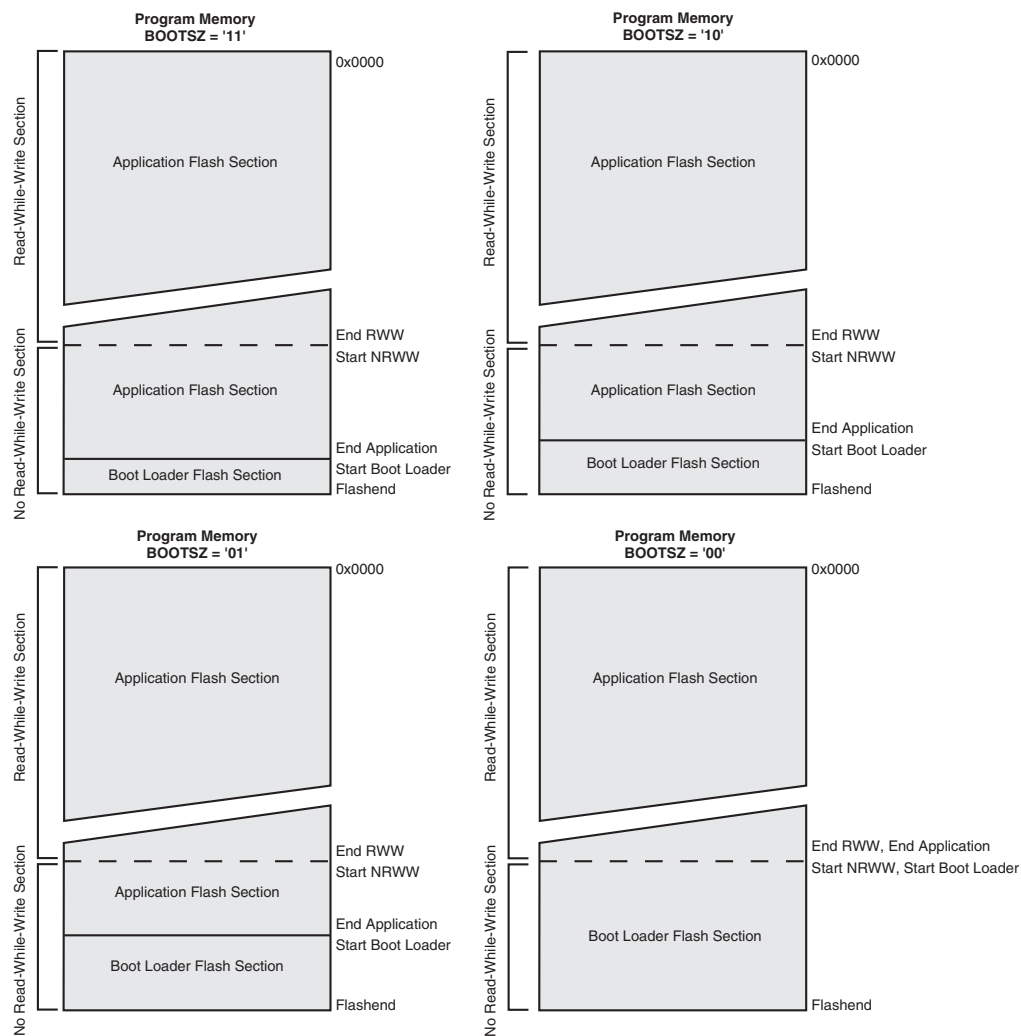 Program Memory
BOOTSZ = '11'
0x0000
Read-While-Write Section
Application Flash Section
End RWW
Start NRWW
No Read-While-Write Section
Application Flash Section
End Application
Start Boot Loader
Boot Loader Flash Section
Flashend
Program Memory
BOOTSZ = '10'
0x0000
Read-While-Write Section
Application Flash Section
End RWW
Start NRWW
No Read-While-Write Section
Application Flash Section
End Application
Start Boot Loader
Boot Loader Flash Section
Flashend
Program Memory
BOOTSZ = '01'
0x0000
Read-While-Write Section
Application Flash Section
End RWW
Start NRWW
No Read-While-Write Section
Application Flash Section
End Application
Start Boot Loader
Boot Loader Flash Section
Flashend
Program Memory
BOOTSZ = '00'
0x0000
Read-While-Write Section
Application Flash Section
End RWW, End Application
Start NRWW, Start Boot Loader
No Read-While-Write Section
Boot Loader Flash Section
Flashend